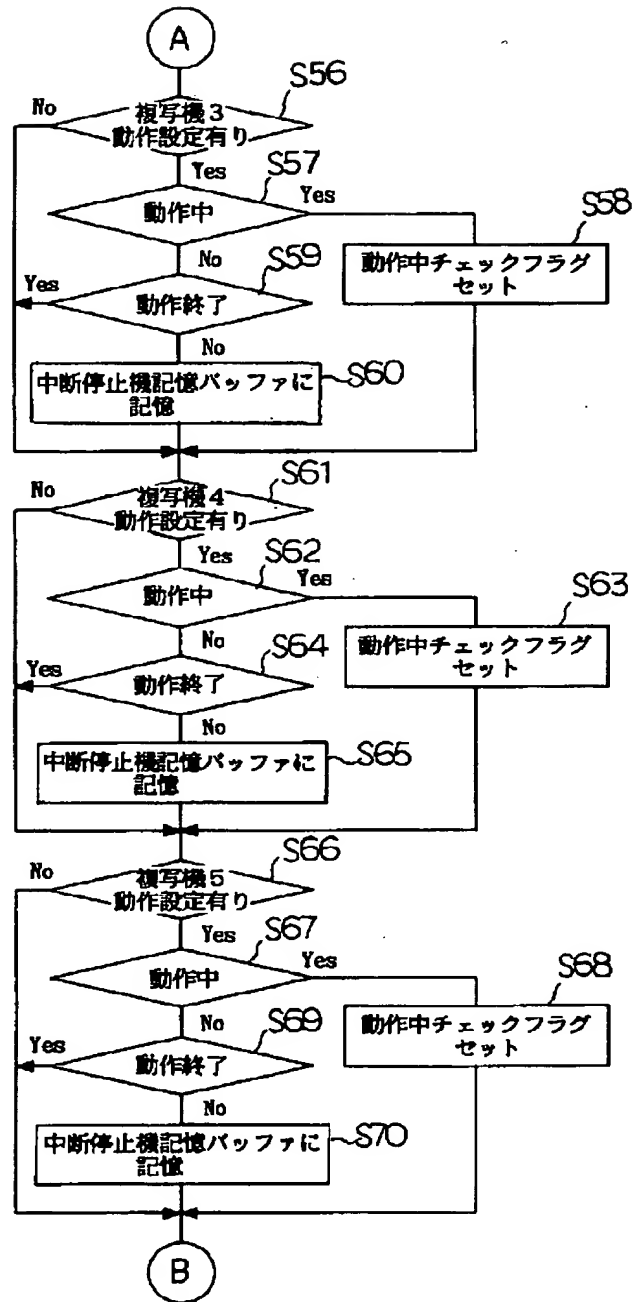 A
S56
No
複写機3
動作設定有り
Yes
S57
Yes
動作中
S58
No
動作中チェックフラグ
セット
S59
Yes
動作終了
No
S60
中断停止機記憶バッファに
記憶
S61
No
複写機4
動作設定有り
Yes
S62
Yes
動作中
S63
No
動作中チェックフラグ
セット
S64
Yes
動作終了
No
S65
中断停止機記憶バッファに
記憶
S66
No
複写機5
動作設定有り
Yes
S67
Yes
動作中
S68
No
動作中チェックフラグ
セット
S69
Yes
動作終了
No
S70
中断停止機記憶バッファに
記憶
B